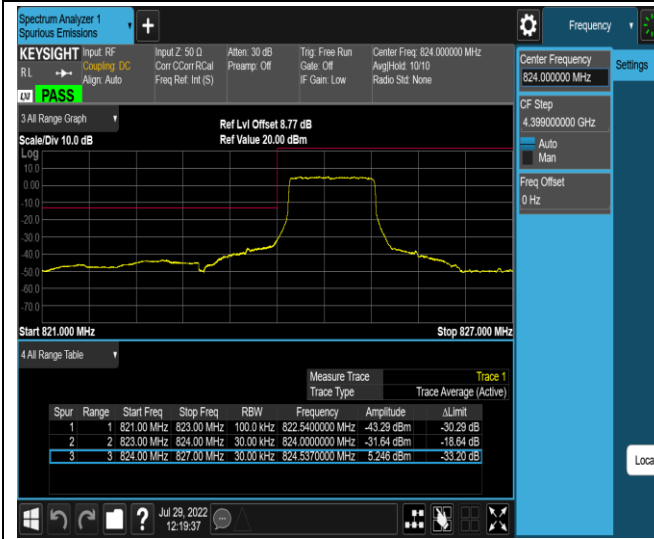 Spectrum Analyzer 1
Spurious Emissions
+
Frequency
KEYSIGHT Input: RF Input Z: 50 Ω Atten: 30 dB Trig: Free Run Center Freq: 824.000000 MHz
RL Coupling: DC Corr CCorr RCal Preamp: Off Gate: Off Avg|Hold: 10/10
Align: Auto Freq Ref: Int (S) IF Gain: Low Radio Std: None
LXI PASS
Center Frequency
824.000000 MHz
Settings
CF Step
4.399000000 GHz
Auto
Man
Freq Offset
0 Hz
3 All Range Graph
Ref Lvl Offset 8.77 dB
Scale/Div 10.0 dB Ref Value 20.00 dBm
Log
10.0
0.00
-10.0
-20.0
-30.0
-40.0
-50.0
-60.0
-70.0
Start 821.000 MHz Stop 827.000 MHz
4 All Range Table
Measure Trace Trace 1
Trace Type Trace Average (Active)
Spur Range Start Freq Stop Freq RBW Frequency Amplitude ΔLimit
1 1 821.00 MHz 823.00 MHz 100.0 kHz 822.5400000 MHz -43.29 dBm -30.29 dB
2 2 823.00 MHz 824.00 MHz 30.00 kHz 824.0000000 MHz -31.64 dBm -18.64 dB
3 3 824.00 MHz 827.00 MHz 30.00 kHz 824.5370000 MHz 5.246 dBm -33.20 dB
Loca
? Jul 29, 2022
12:19:37